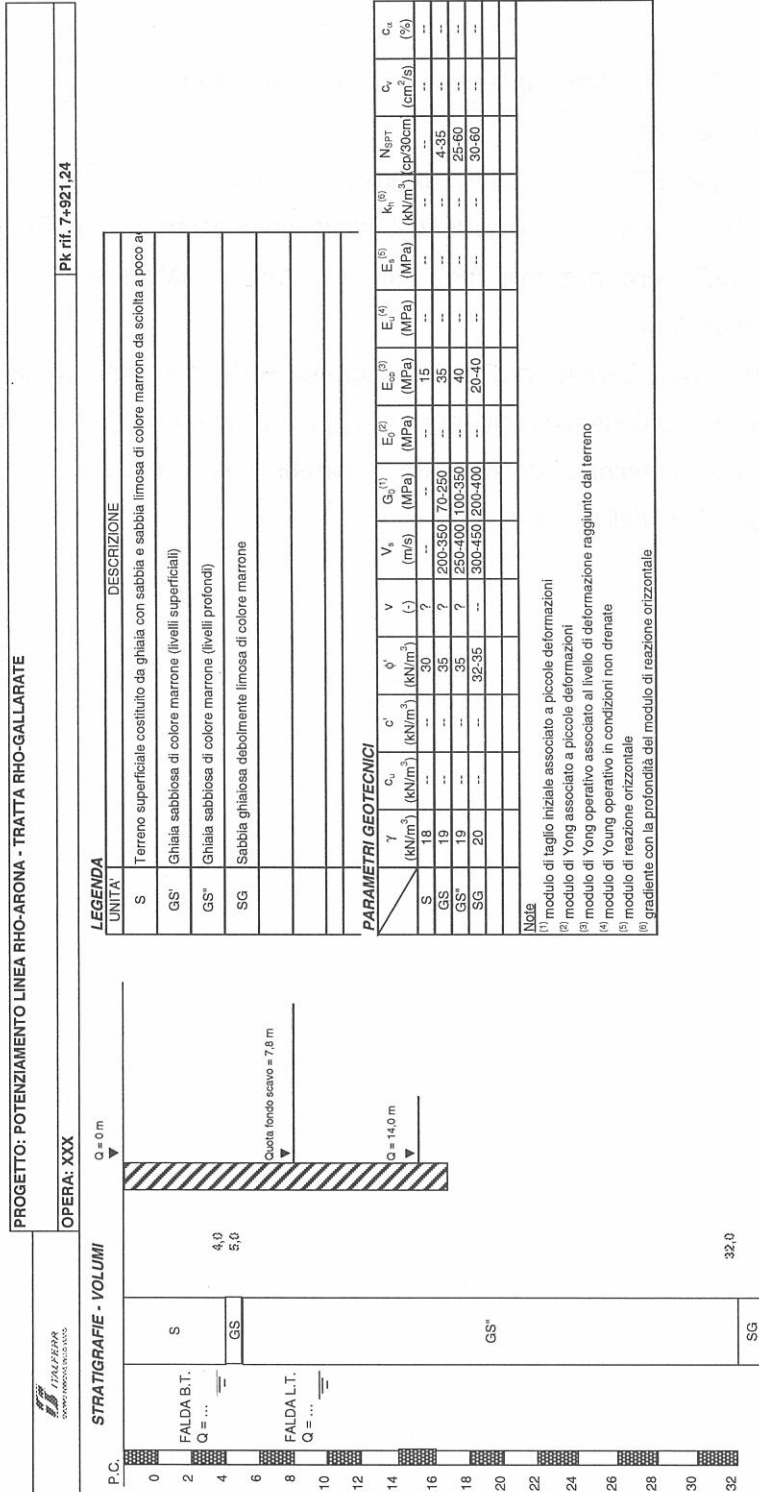 ITALFERR
PROGETTO: POTENZIAMENTO LINEA RHO-ARONA - TRATTA RHO-GALLARATE
OPERA: XXX
Pk rif. 7+921,24
STRATIGRAFIE - VOLUMI
P.C.
0
2
4
6
8
10
12
14
16
18
20
22
24
26
28
30
32
FALDA B.T.
Q = ...
FALDA L.T.
Q = ...
S
GS
GS"
SG
4,0
5,0
32,0
Q = 0 m
Quota fondo scavo = 7,8 m
Q = 14,0 m
LEGENDA
UNITA' DESCRIZIONE
S Terreno superficiale costituito da ghiaia con sabbia e sabbia limosa di colore marrone da sciolta a poco a
GS' Ghiaia sabbiosa di colore marrone (livelli superficiali)
GS" Ghiaia sabbiosa di colore marrone (livelli profondi)
SG Sabbia ghiaiosa debolmente limosa di colore marrone
PARAMETRI GEOTECNICI
γ cu c' ϕ' ν Vs G0(1) E0(2) Eop(3) Eu(4) Es(5) kh(6) NSPT cv cα
(kN/m³) (kN/m³) (kN/m³) (kN/m³) (-) (m/s) (MPa) (MPa) (MPa) (MPa) (MPa) (kN/m³) (cp/30cm) (cm²/s) (%)
S 18 -- -- 30 ? -- -- -- 15 -- -- -- -- -- --
GS 19 -- -- 35 ? 200-350 70-250 -- 35 -- -- -- 4-35 -- --
GS" 19 -- -- 35 ? 250-400 100-350 -- 40 -- -- -- 25-60 -- --
SG 20 -- -- 32-35 -- 300-450 200-400 -- 20-40 -- -- -- 30-60 -- --
Note
(1) modulo di taglio iniziale associato a piccole deformazioni
(2) modulo di Yong associato a piccole deformazioni
(3) modulo di Yong operativo associato al livello di deformazione raggiunto dal terreno
(4) modulo di Young operativo in condizioni non drenate
(5) modulo di reazione orizzontale
(6) gradiente con la profondità del modulo di reazione orizzontale